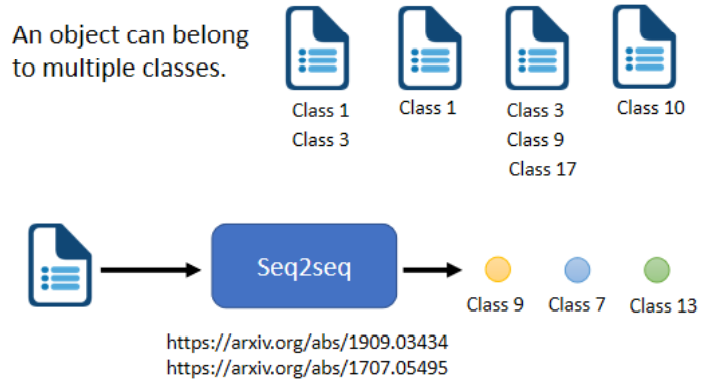 An object can belong
to multiple classes.
Class 1
Class 3
Class 1
Class 3
Class 9
Class 17
Class 10
Seq2seq
Class 9
Class 7
Class 13
https://arxiv.org/abs/1909.03434
https://arxiv.org/abs/1707.05495